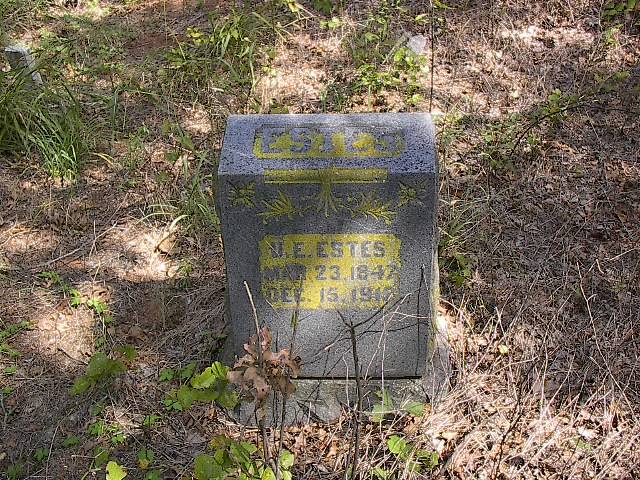 ESTES
J. E. ESTES
MAR 23, 1847
DEC. 15,